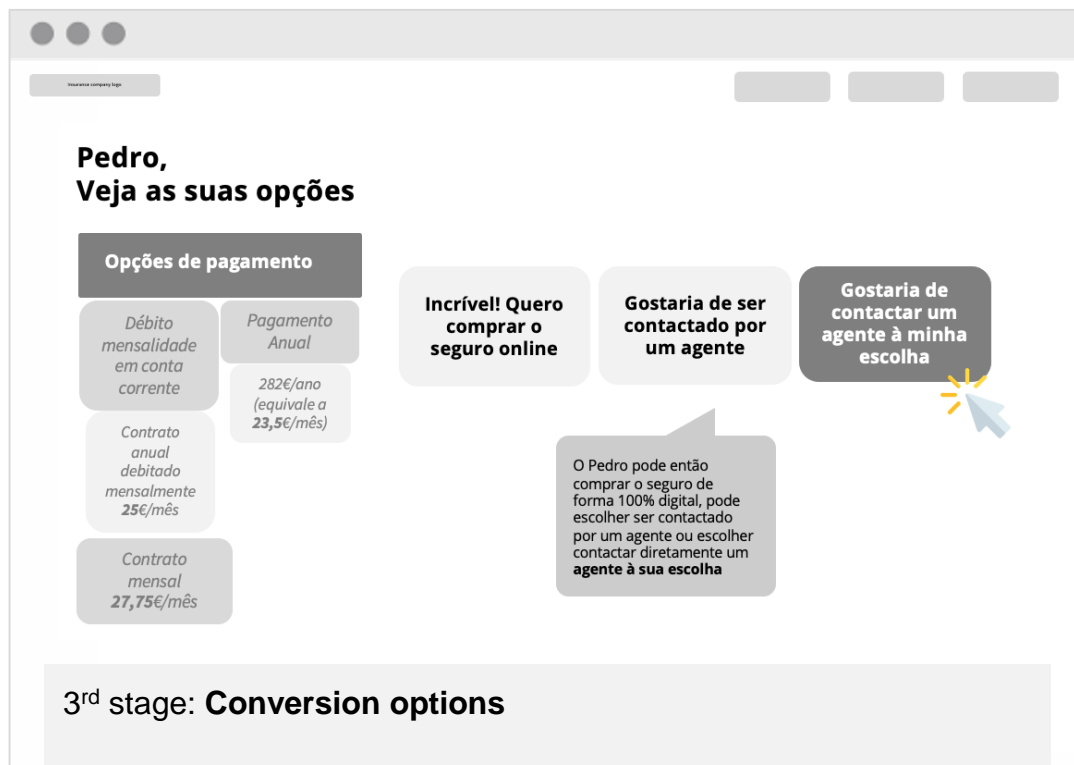 Insurance company logo
Pedro,
Veja as suas opções
Opções de pagamento
Débito
mensalidade
em conta
corrente
Pagamento
Anual
282€/ano
(equivale a
23,5€/mês)
Contrato
anual
debitado
mensalmente
25€/mês
Contrato
mensal
27,75€/mês
Incrível! Quero
comprar o
seguro online
Gostaria de ser
contactado por
um agente
Gostaria de
contactar um
agente à minha
escolha
O Pedro pode então
comprar o seguro de
forma 100% digital, pode
escolher ser contactado
por um agente ou escolher
contactar diretamente um
agente à sua escolha
3rd stage: Conversion options